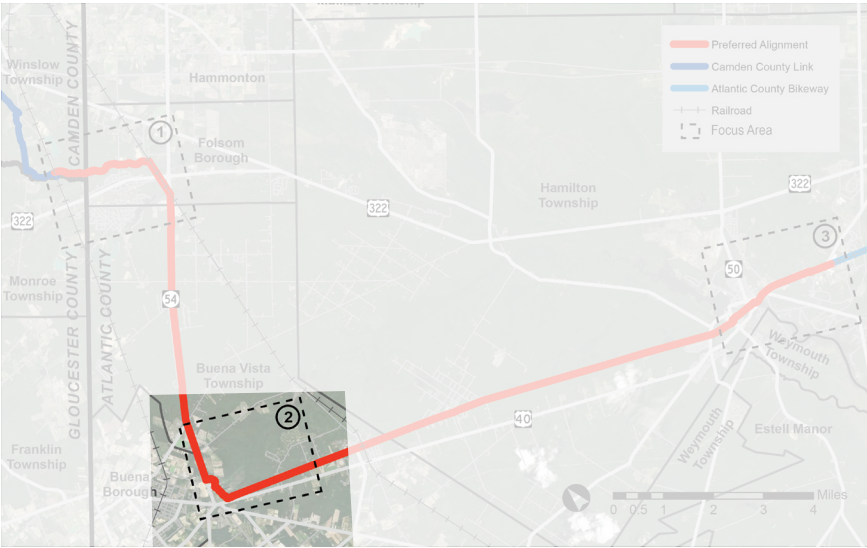 Winslow
Township
CAMDEN COUNTY
Hammonton
Preferred Alignment
Camden County Link
Atlantic County Bikeway
Railroad
Focus Area
1
Folsom
Borough
322
322
322
Hamilton
Township
3
50
Monroe
Township
GLOUCESTER COUNTY
ATLANTIC COUNTY
54
Weymouth
Township
Buena Vista
Township
2
40
Weymouth
Township
Estell Manor
Franklin
Township
Buena
Borough
Miles
0 0.5 1 2 3 4